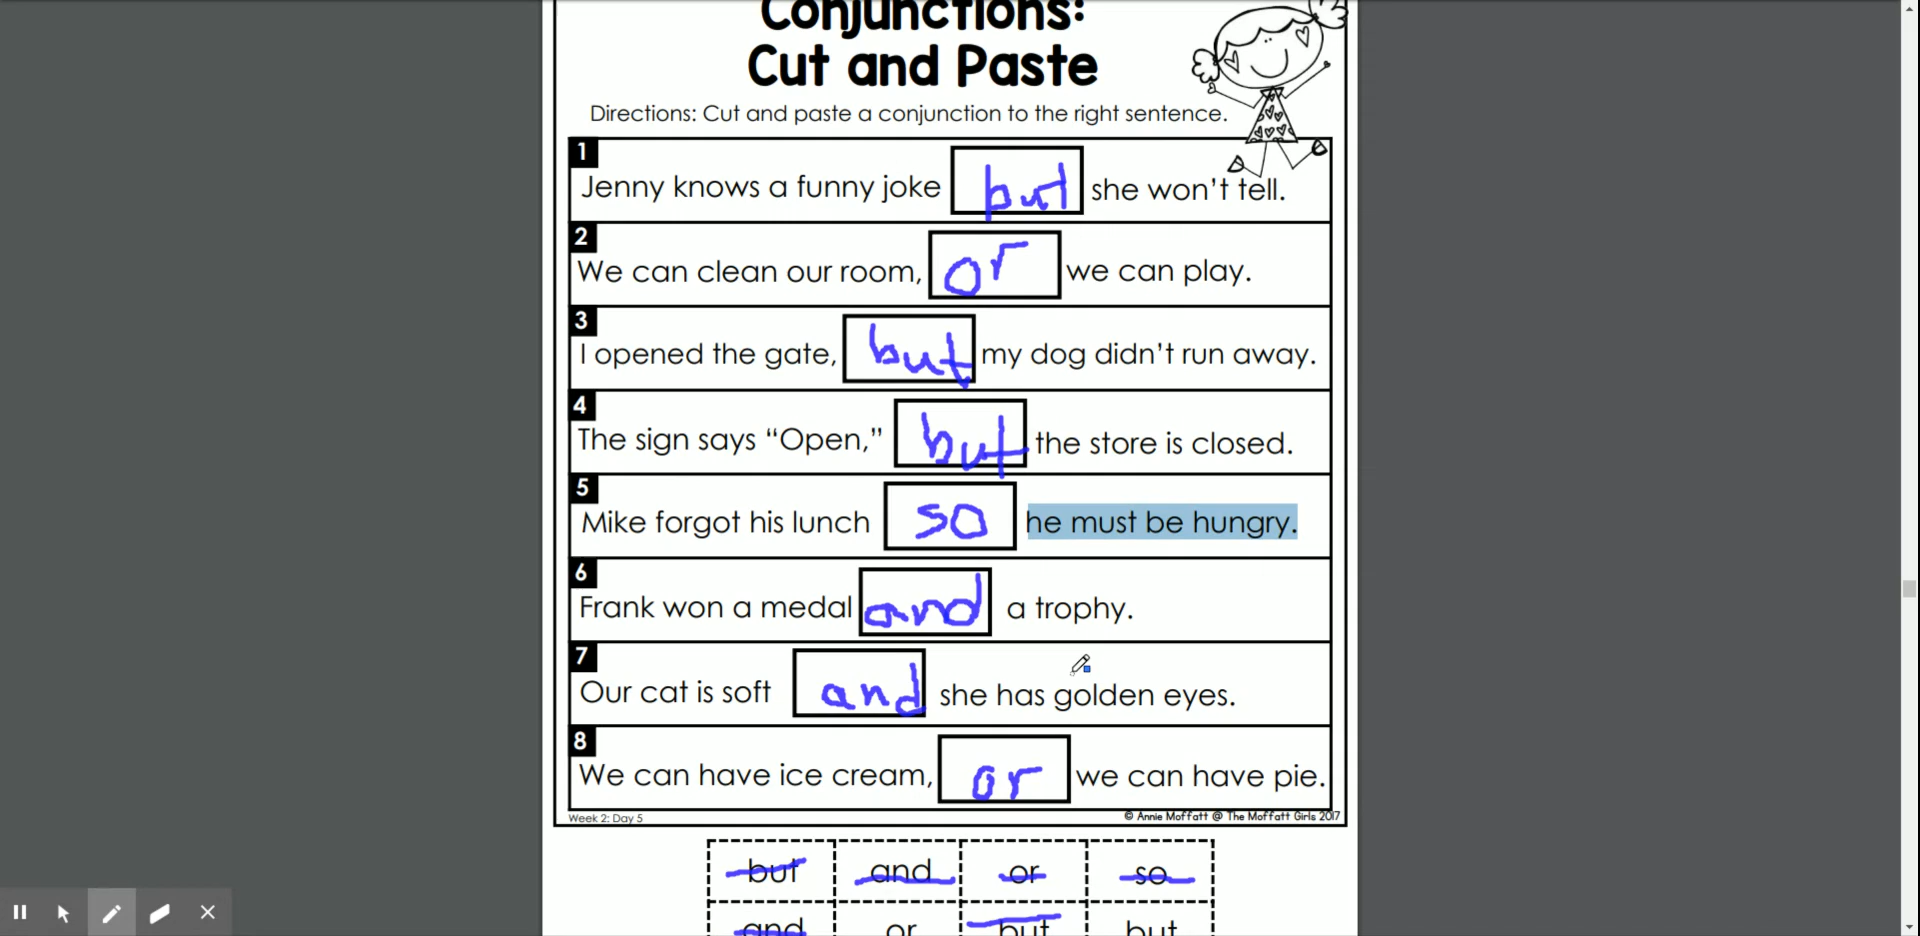 Conjunctions:
Cut and Paste
Directions: Cut and paste a conjunction to the right sentence.
1
Jenny knows a funny joke but she won't tell.
2
We can clean our room, or we can play.
3
I opened the gate, but my dog didn't run away.
4
The sign says “Open,” but the store is closed.
5
Mike forgot his lunch so he must be hungry.
6
Frank won a medal and a trophy.
7
Our cat is soft and she has golden eyes.
8
We can have ice cream, or we can have pie.
Week 2: Day 5 © Annie Moffatt @ The Moffatt Girls 2017
but and or so
and or but but